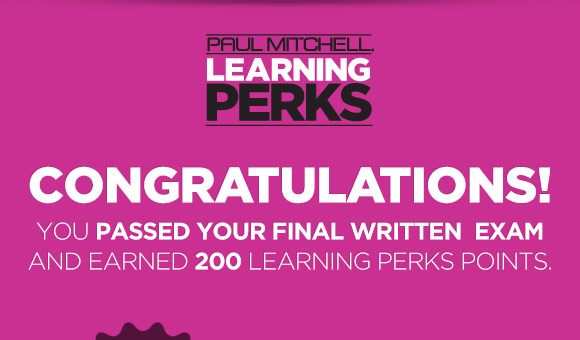 PAUL MITCHELL.
LEARNING
PERKS
CONGRATULATIONS!
YOU PASSED YOUR FINAL WRITTEN EXAM
AND EARNED 200 LEARNING PERKS POINTS.